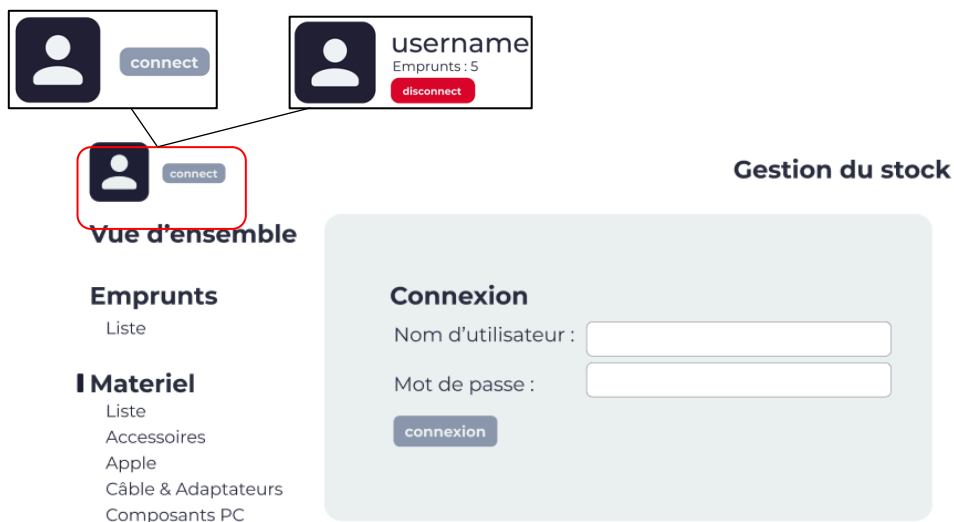 connect
username
Emprunts : 5
disconnect
connect
Gestion du stock
Vue d'ensemble
Emprunts
Liste
Materiel
Liste
Accessoires
Apple
Câble & Adaptateurs
Composants PC
Connexion
Nom d'utilisateur :
Mot de passe :
connexion